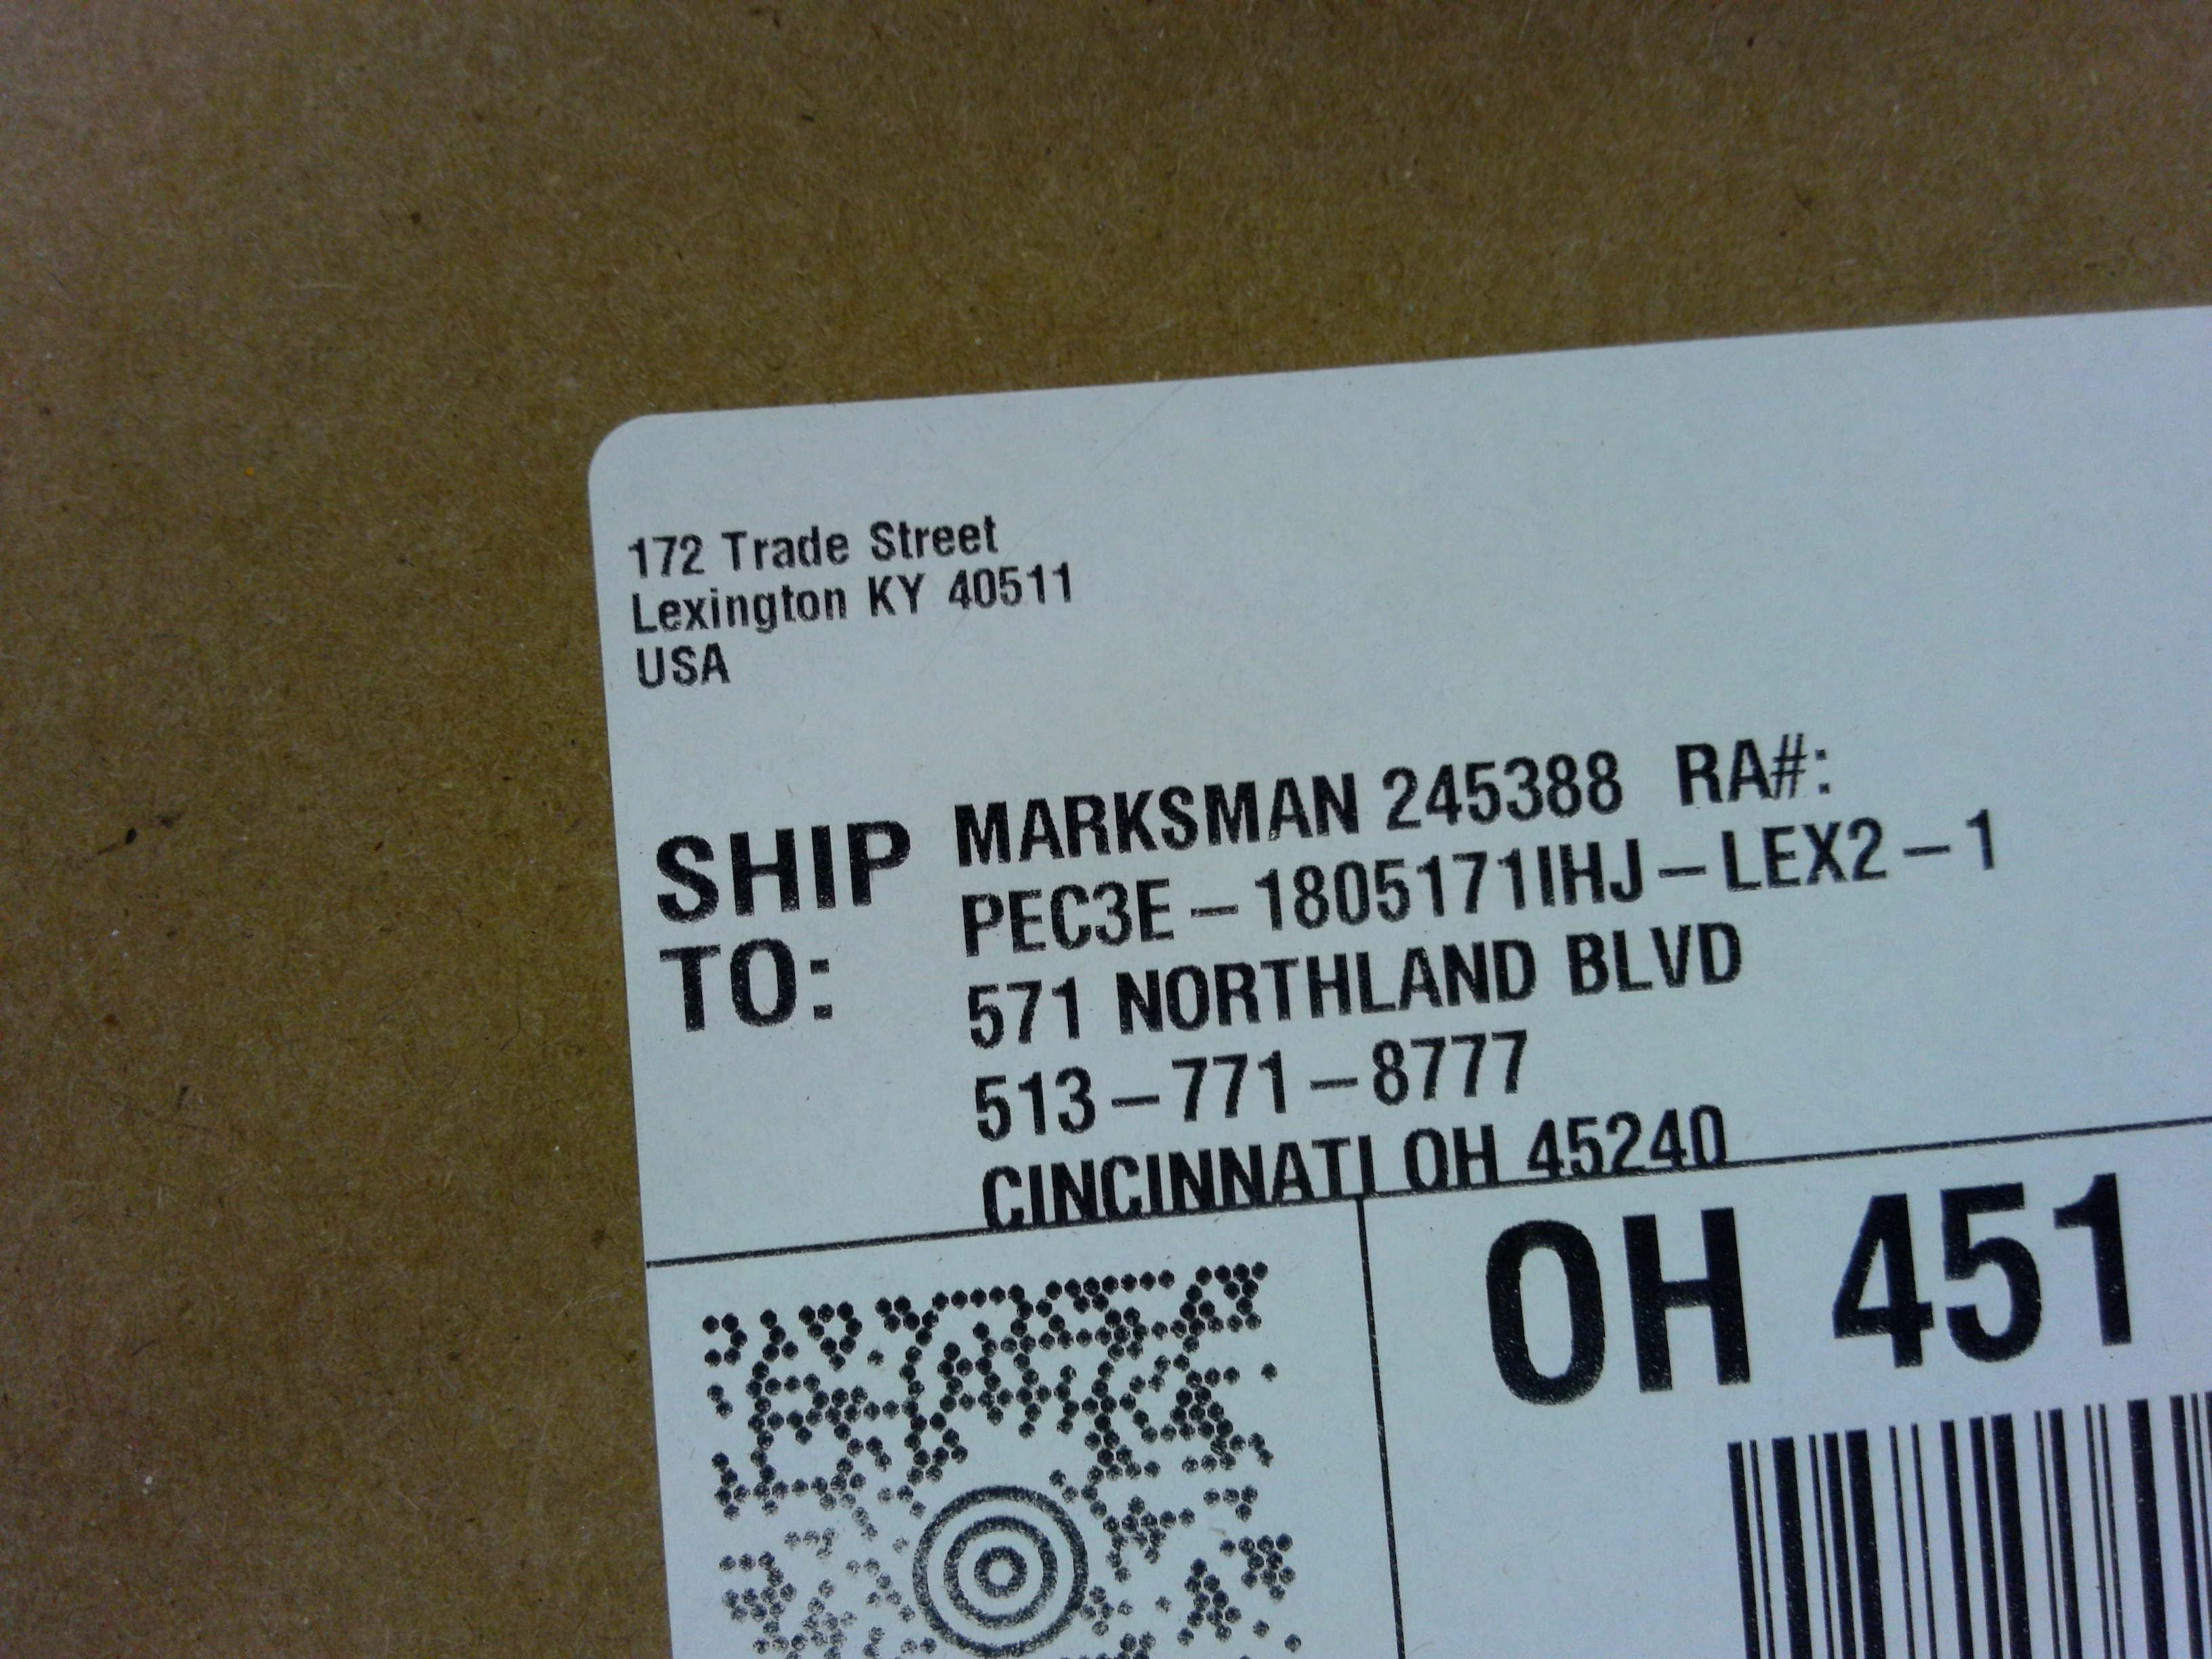 172 Trade Street
Lexington KY 40511
USA
SHIP TO:
MARKSMAN 245388 RA#:
PEC3E-1805171IHJ-LEX2-1
571 NORTHLAND BLVD
513-771-8777
CINCINNATI OH 45240
OH 451